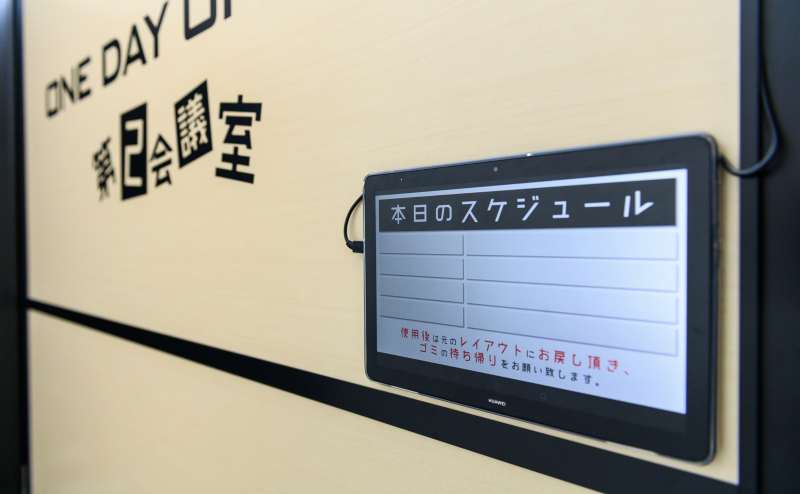 ONE DAY
第2会議室
本日のスケジュール
使用後は元のレイアウトにお戻し頂き、
ゴミの持ち帰りをお願い致します。
HUAWEI